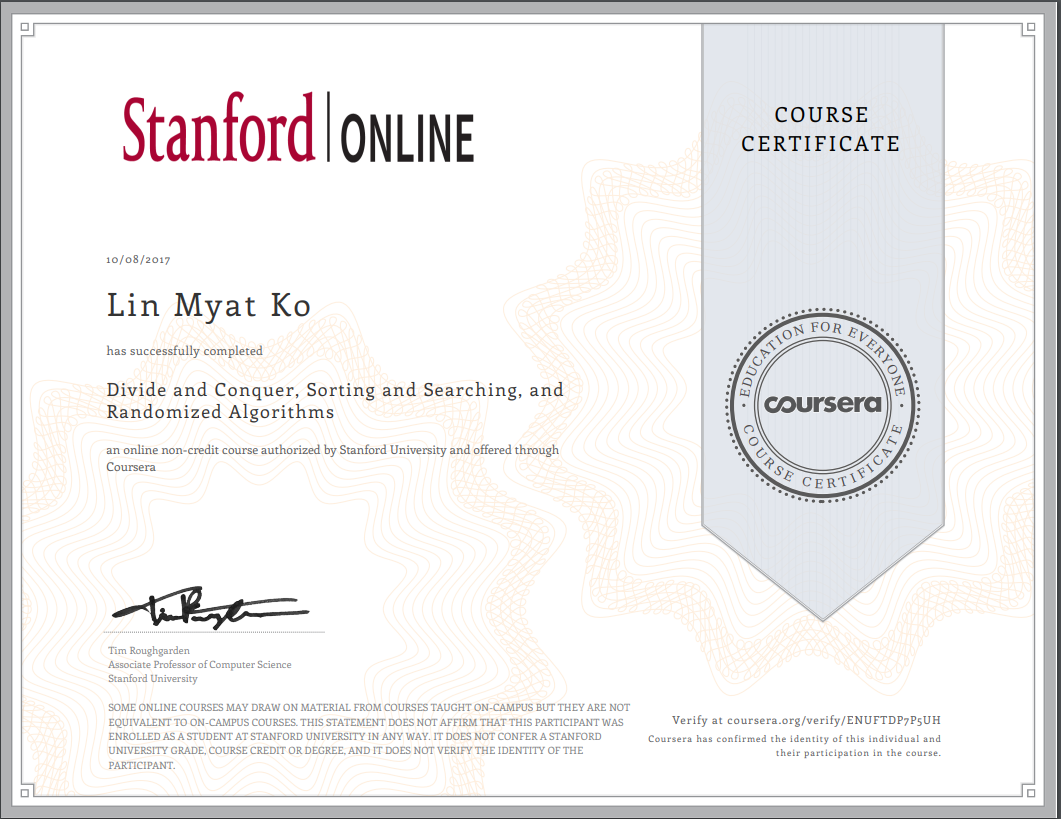 Stanford | ONLINE
COURSE
CERTIFICATE
10/08/2017
Lin Myat Ko
has successfully completed
Divide and Conquer, Sorting and Searching, and
Randomized Algorithms
an online non-credit course authorized by Stanford University and offered through
Coursera
EDUCATION FOR EVERYONE
coursera
COURSE CERTIFICATE
Tim Roughgarden
Associate Professor of Computer Science
Stanford University
SOME ONLINE COURSES MAY DRAW ON MATERIAL FROM COURSES TAUGHT ON-CAMPUS BUT THEY ARE NOT
EQUIVALENT TO ON-CAMPUS COURSES. THIS STATEMENT DOES NOT AFFIRM THAT THIS PARTICIPANT WAS
ENROLLED AS A STUDENT AT STANFORD UNIVERSITY IN ANY WAY. IT DOES NOT CONFER A STANFORD
UNIVERSITY GRADE, COURSE CREDIT OR DEGREE, AND IT DOES NOT VERIFY THE IDENTITY OF THE
PARTICIPANT.
Verify at coursera.org/verify/ENUFTDP7P5UH
Coursera has confirmed the identity of this individual and
their participation in the course.